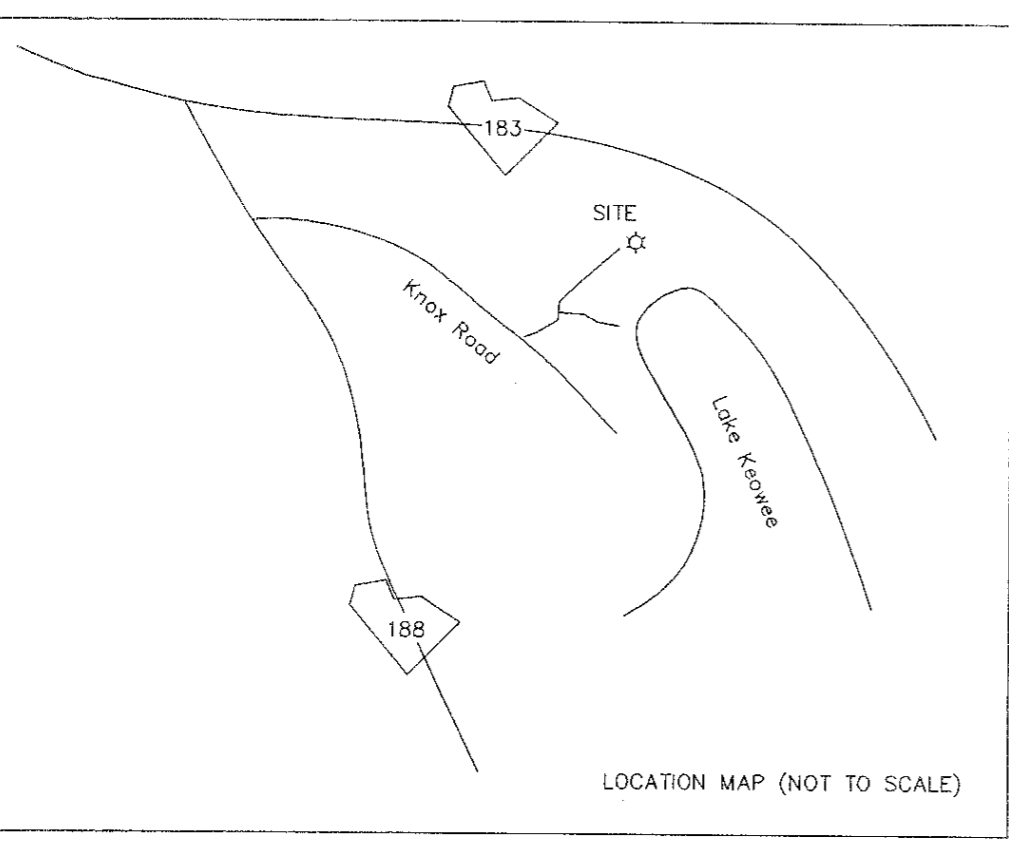 183
SITE
Knox Road
Lake Keowee
188
LOCATION MAP (NOT TO SCALE)